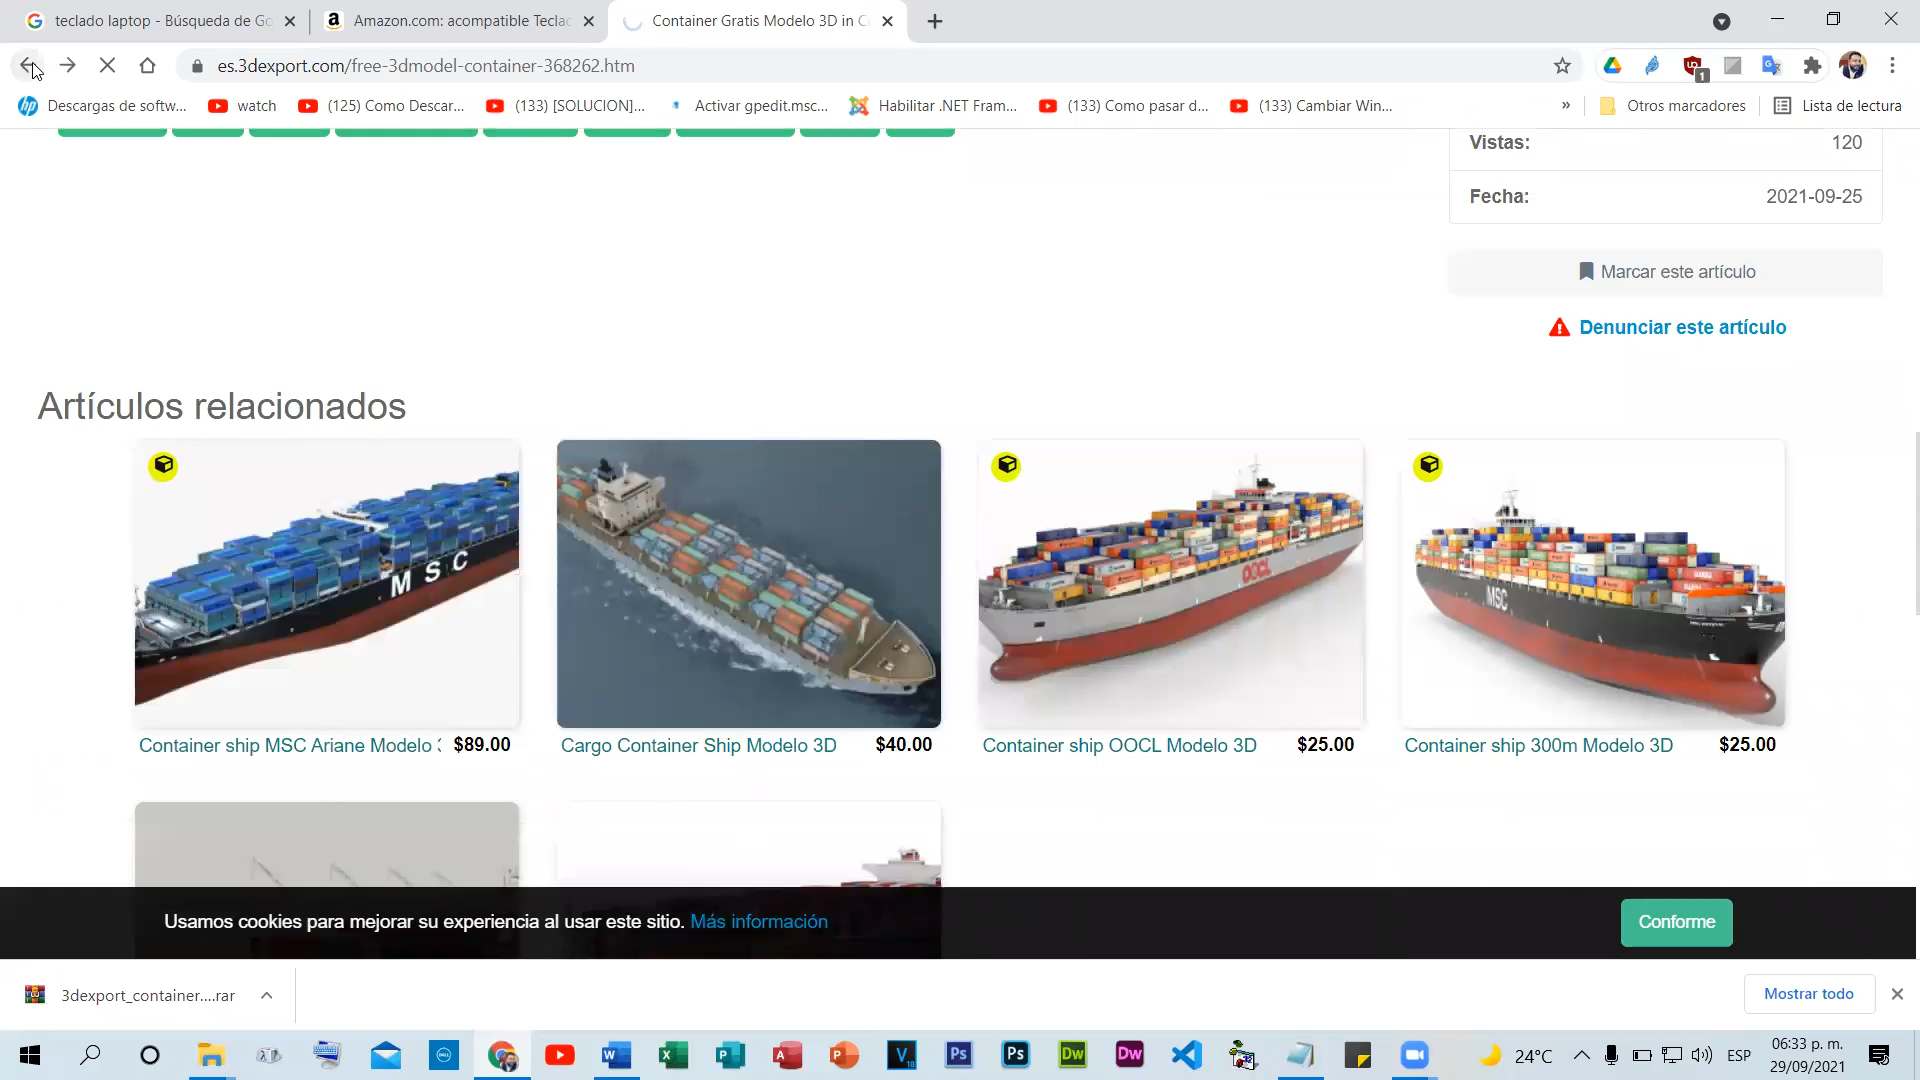 teclado laptop - Búsqueda de Go
Amazon.com: acompatible Teclac
Container Gratis Modelo 3D in C
es.3dexport.com/free-3dmodel-container-368262.htm
1
Descargas de softw...
watch
(125) Como Descar...
(133) [SOLUCION]...
Activar gpedit.msc...
Habilitar .NET Fram...
(133) Como pasar d...
(133) Cambiar Win...
»
Otros marcadores
Lista de lectura
Vistas: 120
Fecha: 2021-09-25
Marcar este artículo
Denunciar este artículo
Artículos relacionados
MSC
OOCL
MSC
Container ship MSC Ariane Modelo $89.00
Cargo Container Ship Modelo 3D $40.00
Container ship OOCL Modelo 3D $25.00
Container ship 300m Modelo 3D $25.00
Usamos cookies para mejorar su experiencia al usar este sitio. Más información
Conforme
3dexport_container....rar
Mostrar todo
24°C
ESP
06:33 p. m.
29/09/2021